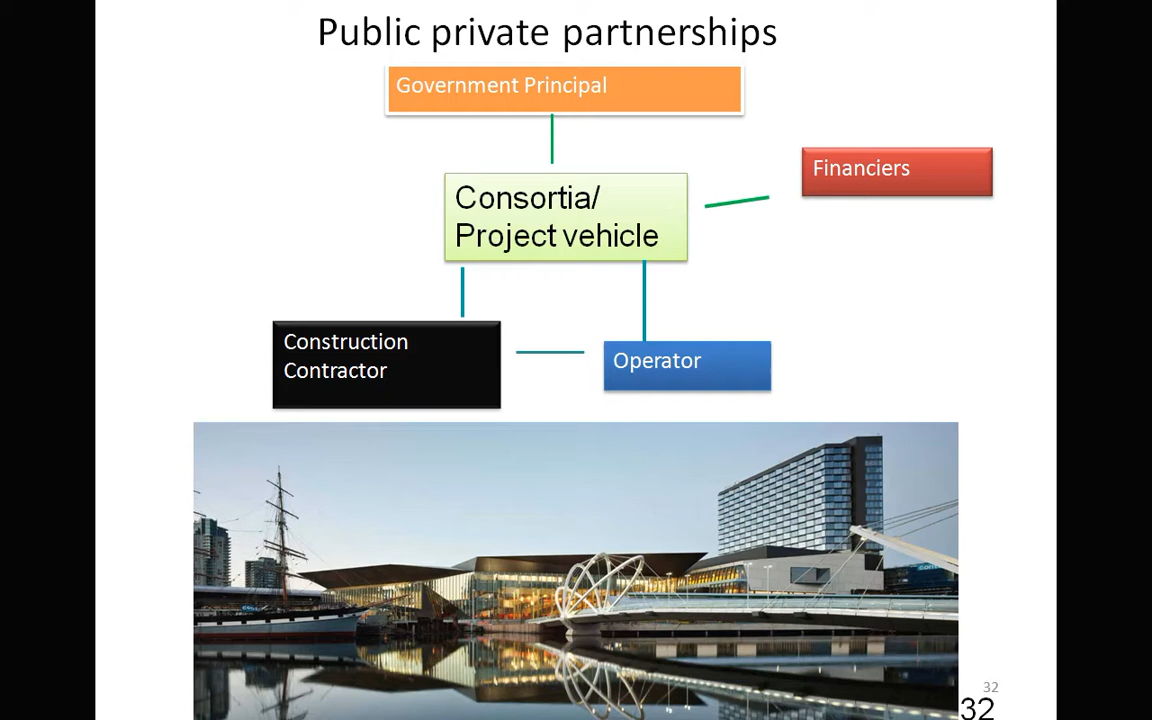 Public private partnerships
Government Principal
Financiers
Consortia/
Project vehicle
Construction
Contractor
Operator
32
32